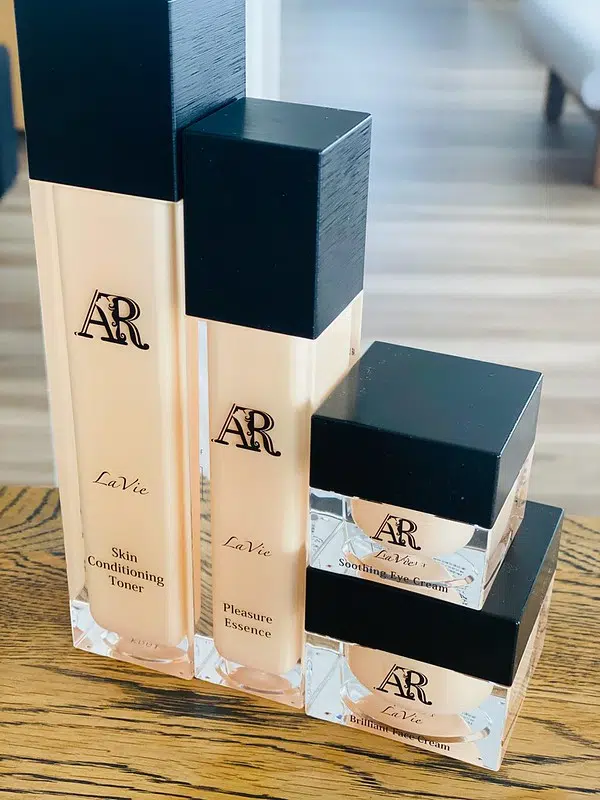 AR
LaVie
Skin
Conditioning
Toner
AR
LaVie
Pleasure
Essence
AR
LaVie
Soothing Eye Cream
AR
LaVie
Brilliant Face Cream